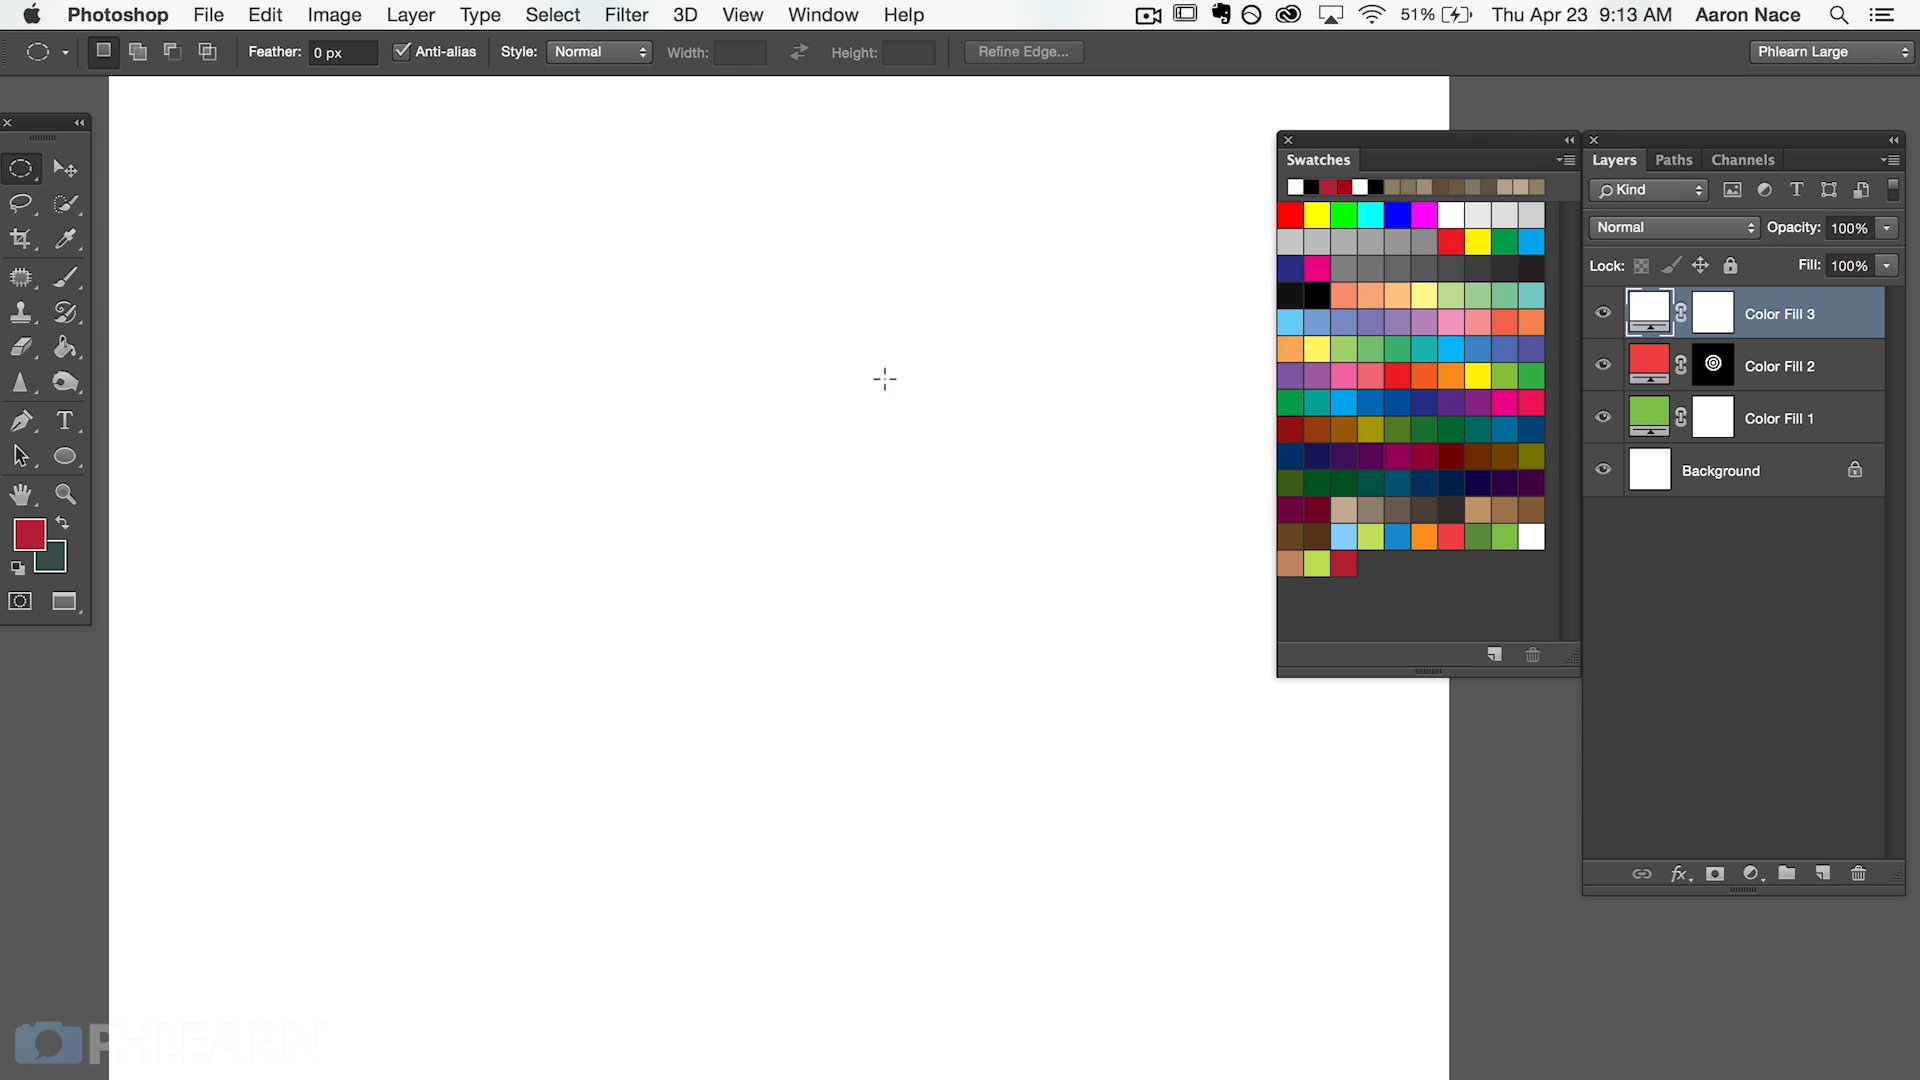 Photoshop File Edit Image Layer Type Select Filter 3D View Window Help 51% Thu Apr 23 9:13 AM Aaron Nace
Feather: 0 px Anti-alias Style: Normal Width: Height: Refine Edge... Phlearn Large
Swatches
Layers Paths Channels
Kind
Normal Opacity: 100%
Lock: Fill: 100%
Color Fill 3
Color Fill 2
Color Fill 1
Background
fx
PHLEARN